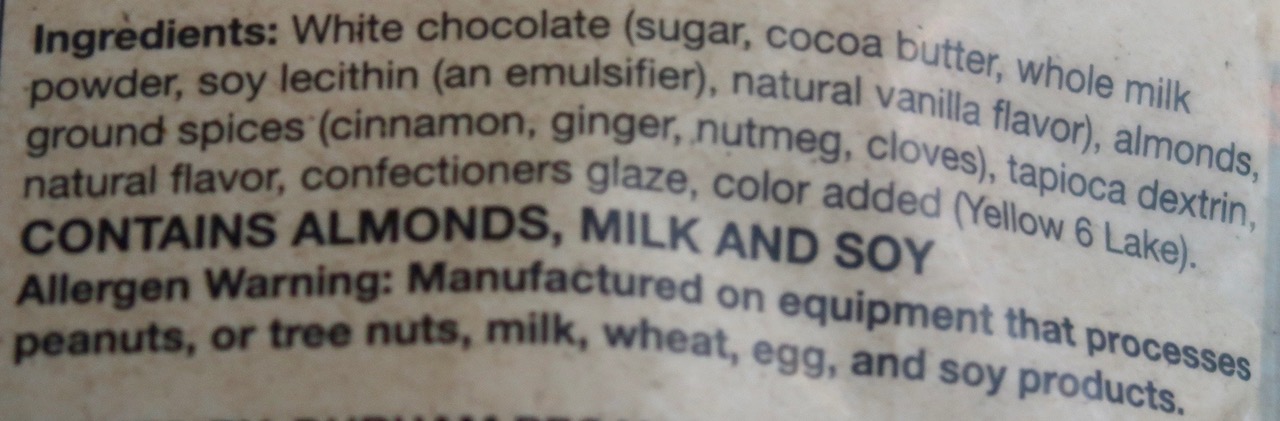 Ingredients: White chocolate (sugar, cocoa butter, whole milk
powder, soy lecithin (an emulsifier), natural vanilla flavor), almonds,
ground spices (cinnamon, ginger, nutmeg, cloves), tapioca dextrin,
natural flavor, confectioners glaze, color added (Yellow 6 Lake).
CONTAINS ALMONDS, MILK AND SOY
Allergen Warning: Manufactured on equipment that processes
peanuts, or tree nuts, milk, wheat, egg, and soy products.